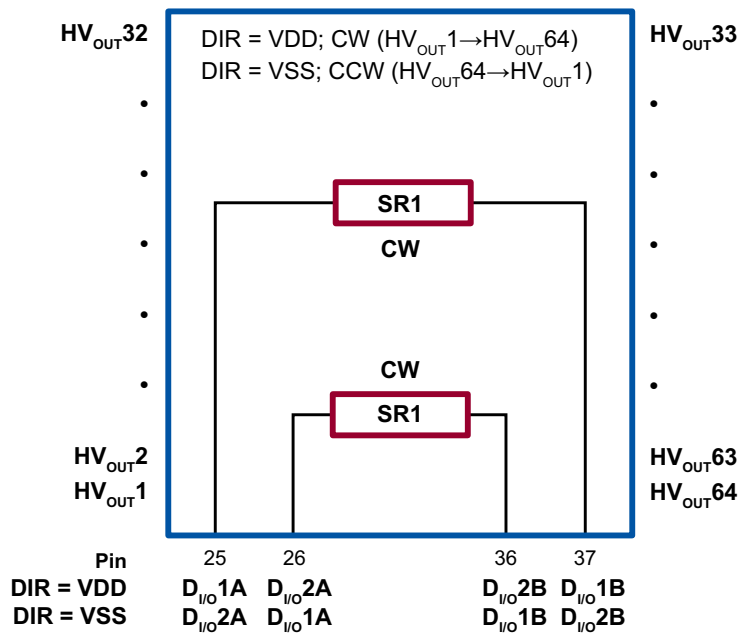 HVOUT32
DIR = VDD; CW (HVOUT1→HVOUT64)
HVOUT33
DIR = VSS; CCW (HVOUT64→HVOUT1)
SR1
CW
CW
SR1
HVOUT2
HVOUT63
HVOUT1
HVOUT64
Pin 25 26 36 37
DIR = VDD DI/O1A DI/O2A DI/O2B DI/O1B
DIR = VSS DI/O2A DI/O1A DI/O1B DI/O2B